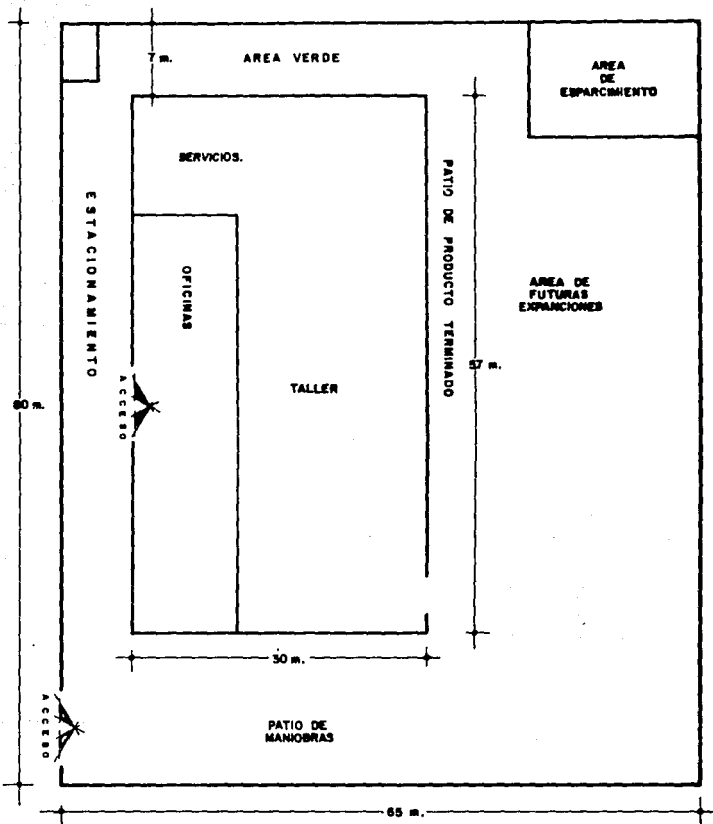 7 m.
AREA VERDE
AREA
DE
ESPARCIMIENTO
SERVICIOS.
ESTACIONAMIENTO
OFICINAS
PATIO DE PRODUCTO TERMINADO
AREA DE
FUTURAS
EXPANCIONES
57 m.
TALLER
ACCESO
80 m.
30 m.
ACCESO
PATIO DE
MANIOBRAS
65 m.